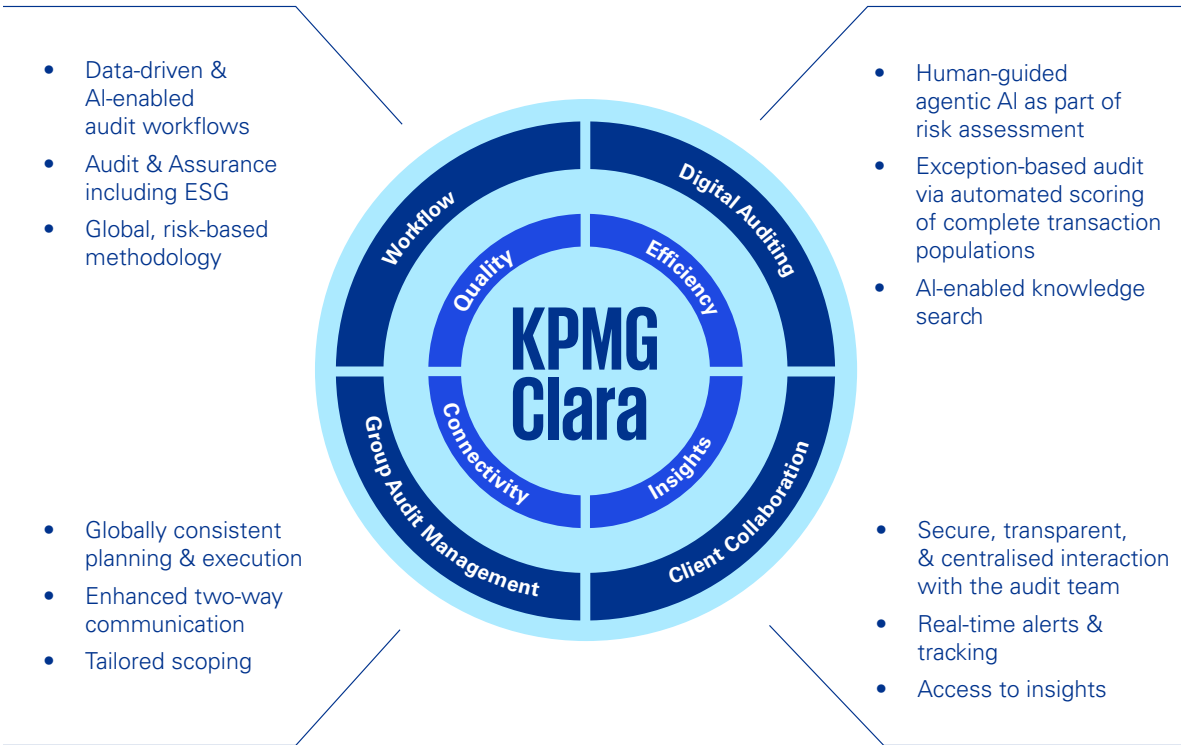 • Data-driven &
AI-enabled
audit workflows
• Audit & Assurance
including ESG
• Global, risk-based
methodology
• Human-guided
agentic AI as part of
risk assessment
• Exception-based audit
via automated scoring
of complete transaction
populations
• AI-enabled knowledge
search
Workflow
Digital Auditing
Quality
Efficiency
KPMG
Clara
Connectivity
Insights
Group Audit Management
Client Collaboration
• Globally consistent
planning & execution
• Enhanced two-way
communication
• Tailored scoping
• Secure, transparent,
& centralised interaction
with the audit team
• Real-time alerts &
tracking
• Access to insights